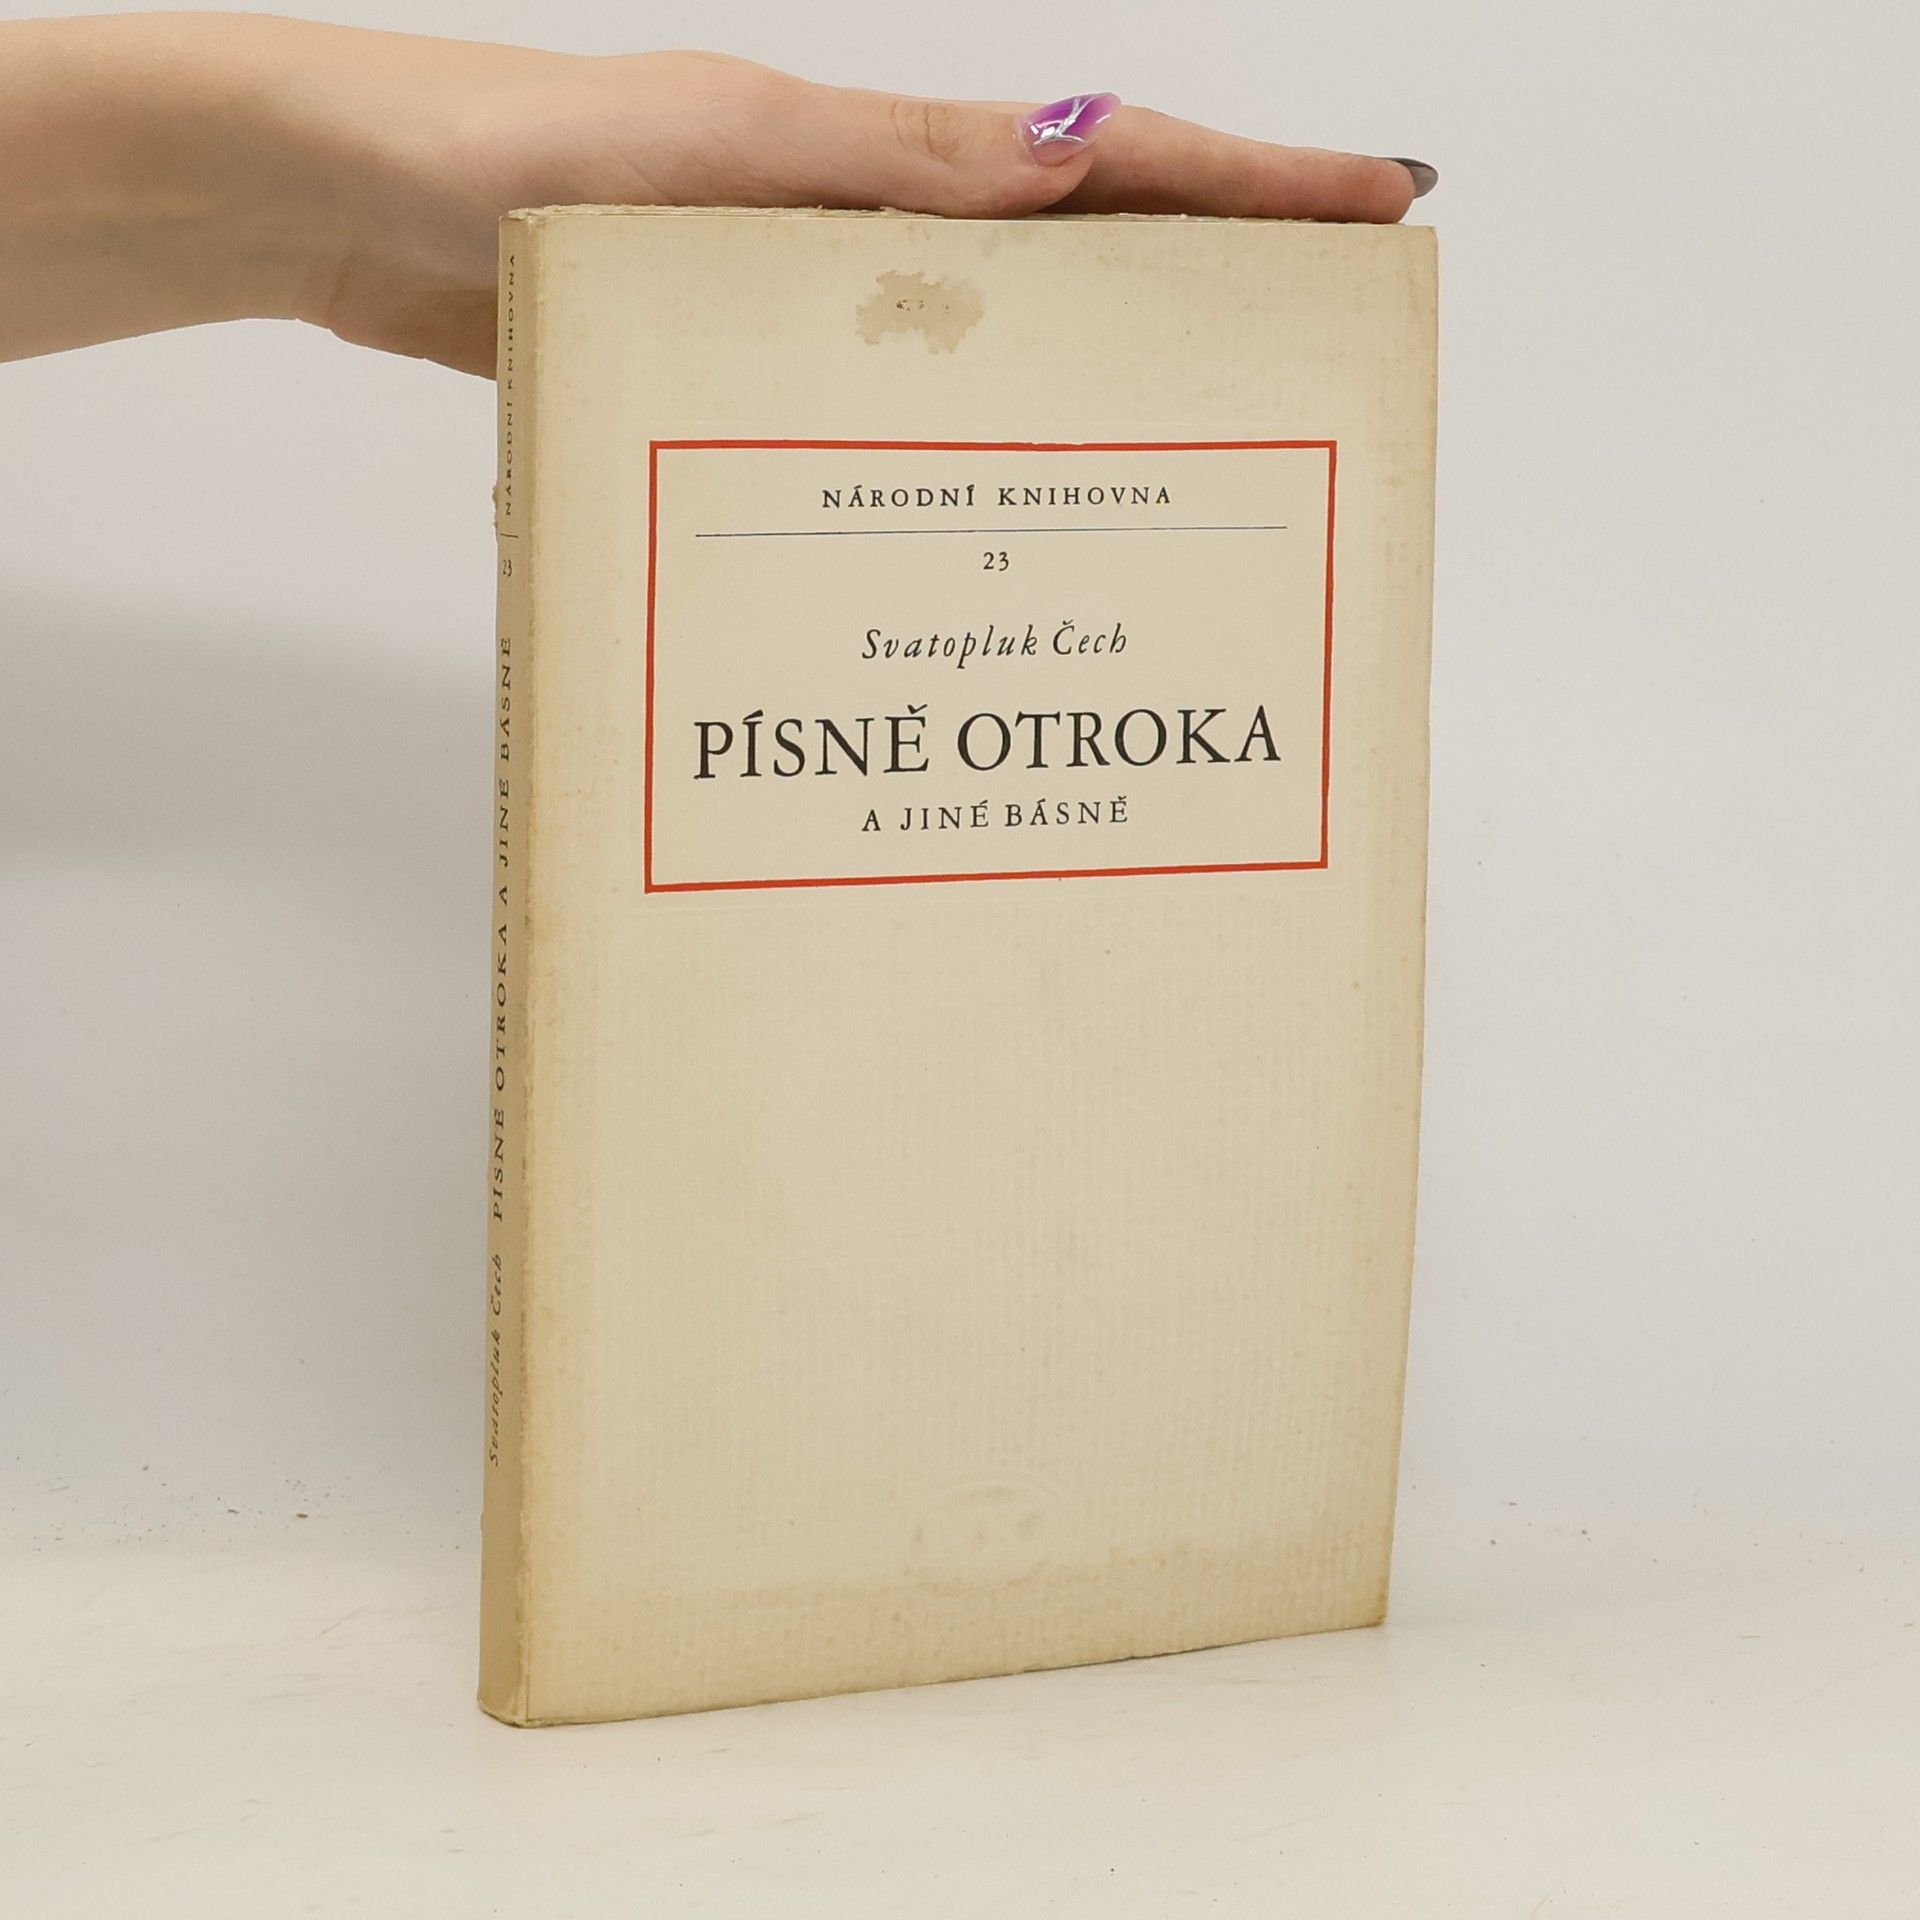 NÁRODNÍ KNIHOVNA
23
Svatopluk Čech
PÍSNĚ OTROKA
A JINÉ BÁSNĚ
Svatopluk Čech PÍSNĚ OTROKA A JINÉ BÁSNĚ 23 | NÁRODNÍ KNIHOVNA